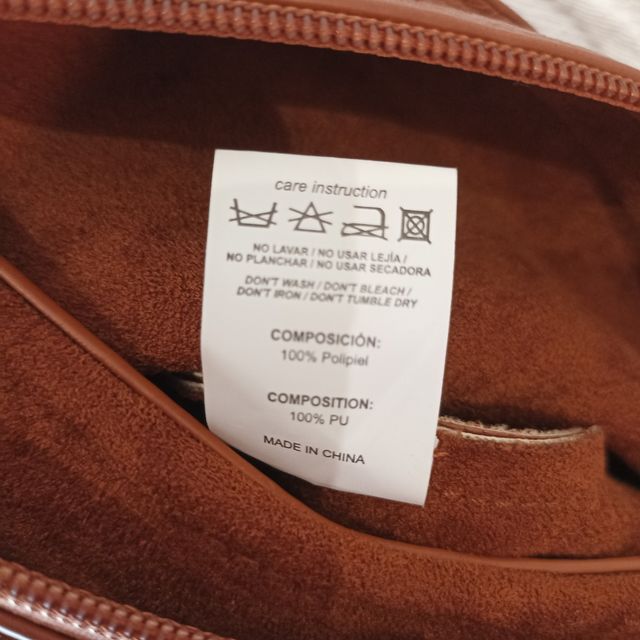 care instruction
NO LAVAR / NO USAR LEJÍA /
NO PLANCHAR / NO USAR SECADORA
DON'T WASH / DON'T BLEACH /
DON'T IRON / DON'T TUMBLE DRY
COMPOSICIÓN:
100% Polipiel
COMPOSITION:
100% PU
MADE IN CHINA